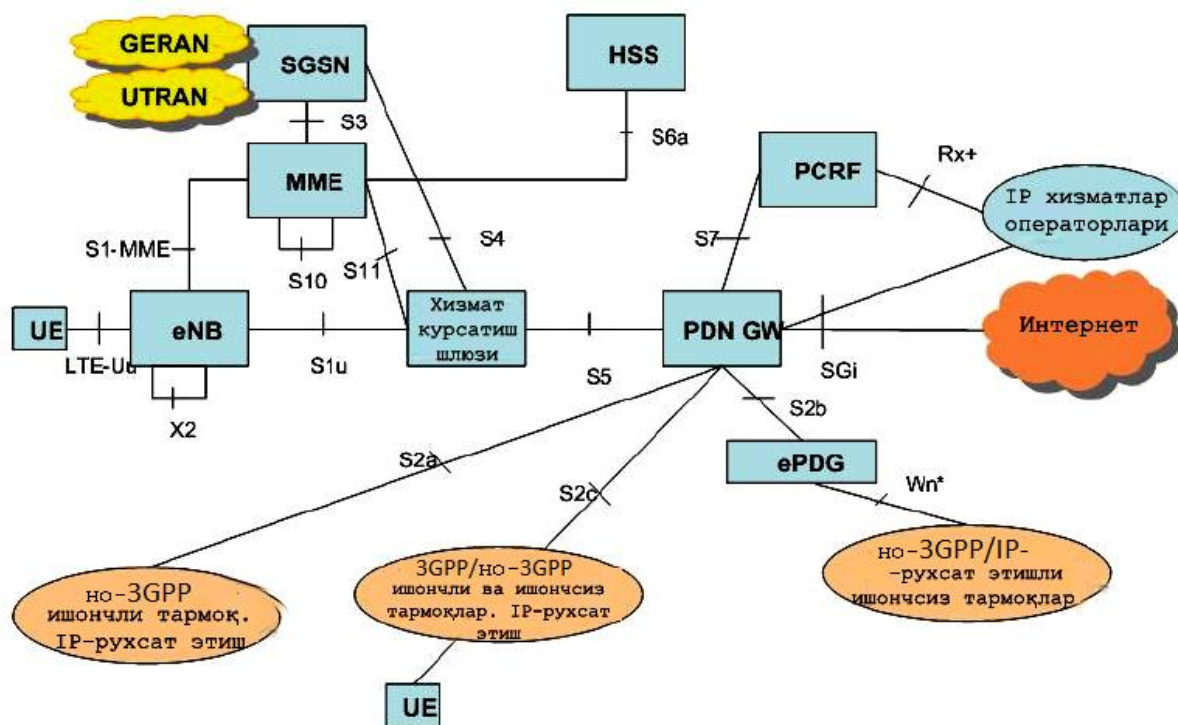 GERAN
SGSN
HSS
UTRAN
S3
S6a
MME
PCRF
Rx+
IP хизматлар
операторлари
S1-MME
S10
S11
S4
S7
UE
eNB
Хизмат
курсатиш
шлюзи
PDN GW
Интернет
LTE-Uu
S1u
S5
SGi
X2
S2b
S2a
ePDG
S2c
Wn*
но-3GPP
ишончли тармоқ.
IP-рухсат этиш
3GPP/но-3GPP
ишончли ва ишончсиз
тармоқлар. IP-рухсат
этиш
но-3GPP/IP-
-рухсат этишли
ишончсиз тармоқлар
UE